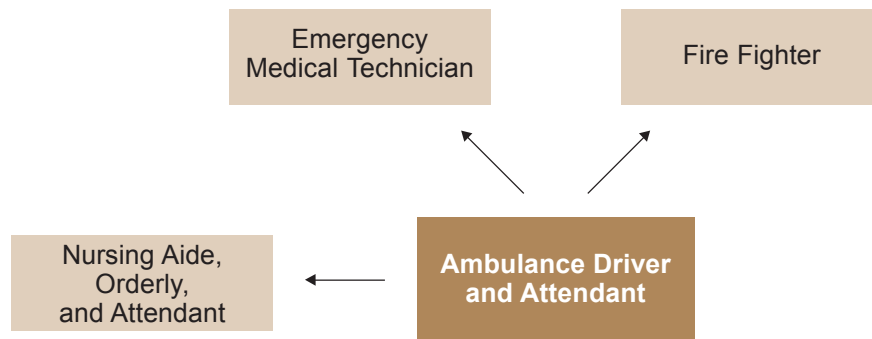 Emergency
Medical Technician
Fire Fighter
Nursing Aide,
Orderly,
and Attendant
Ambulance Driver
and Attendant